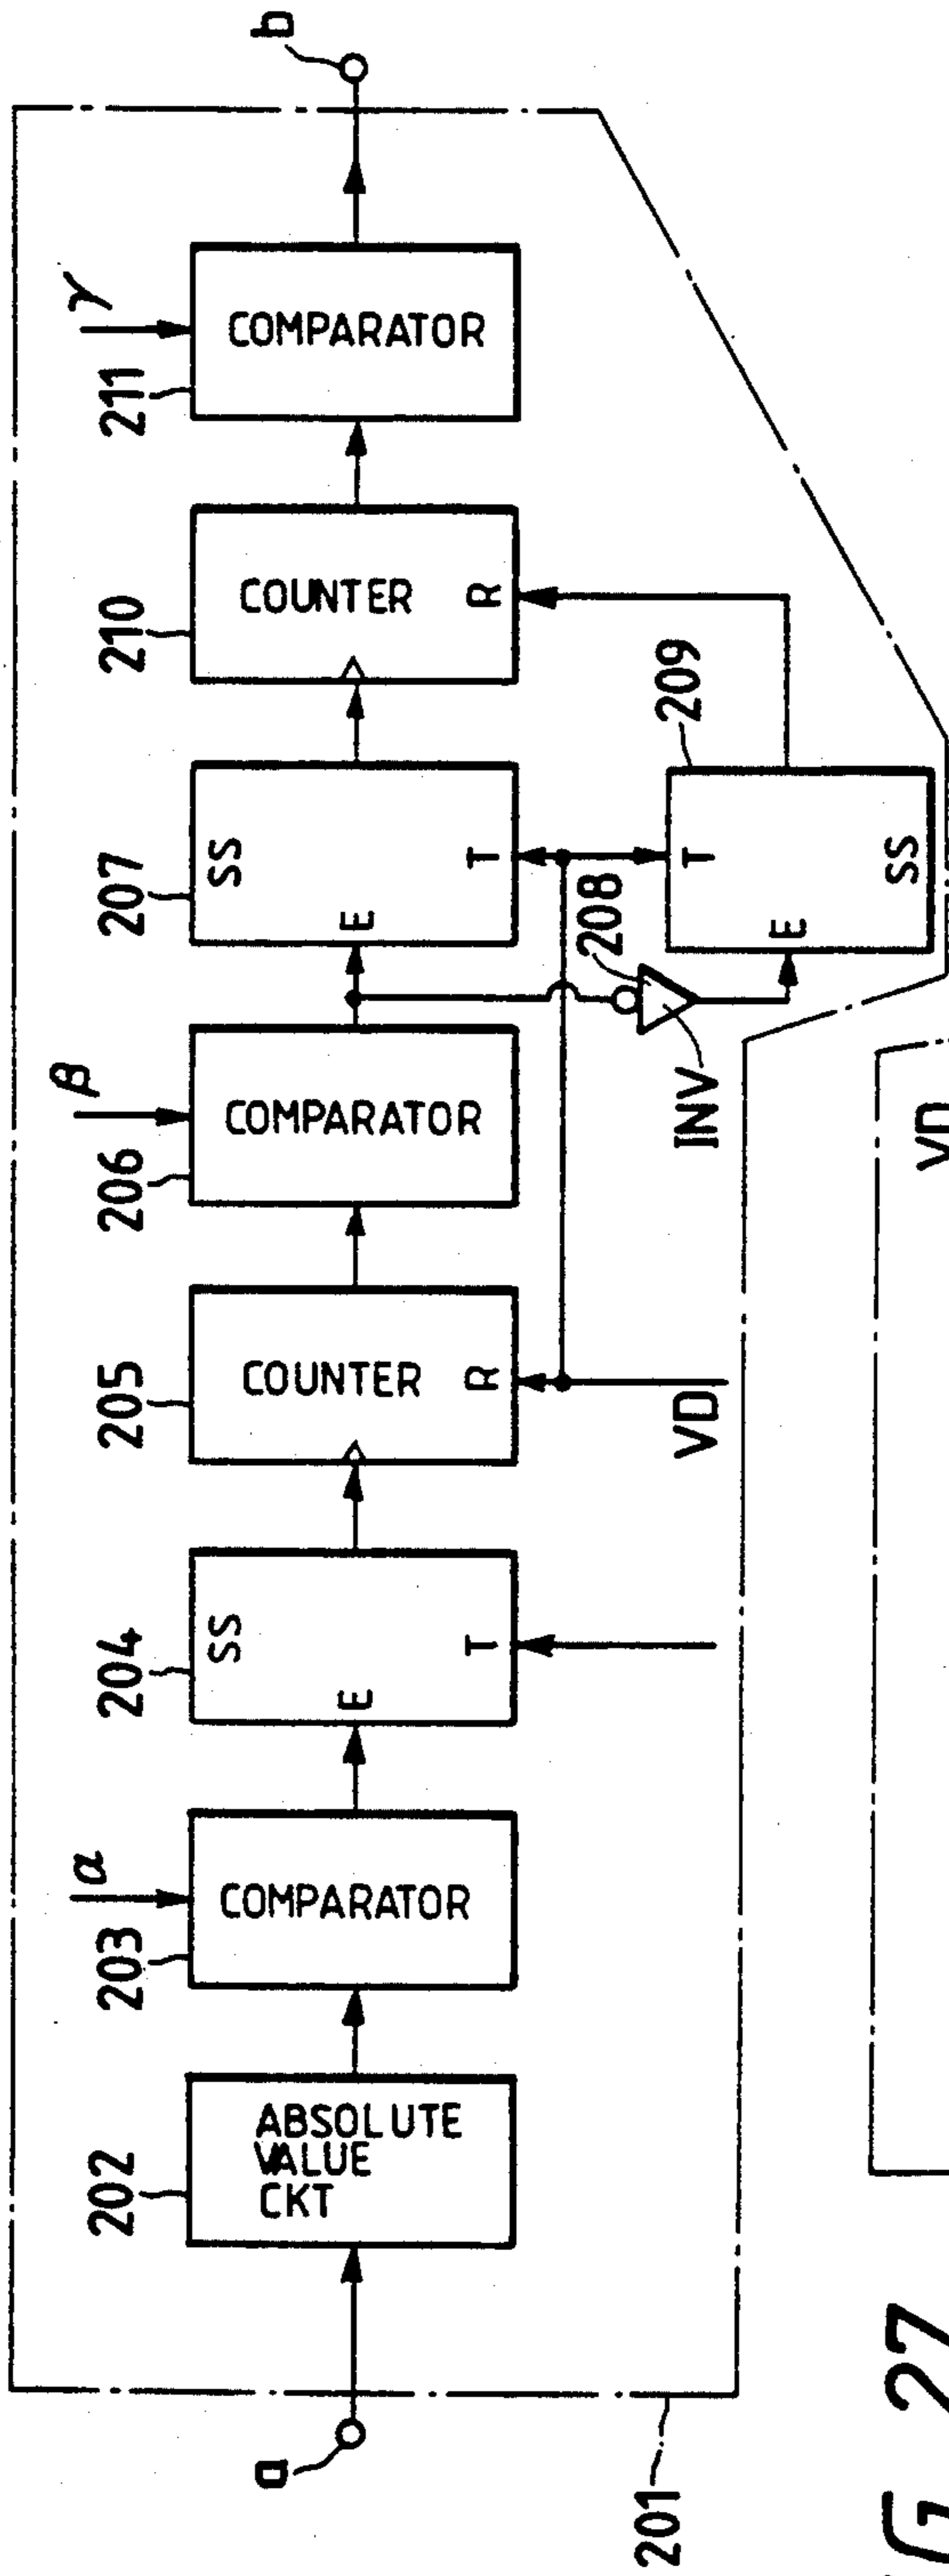 a
201
202
ABSOLUTE
VALUE
CKT
203
α
COMPARATOR
204
SS
E
T
205
COUNTER
R
VD
206
β
COMPARATOR
207
SS
E
T
INV
208
209
T
E
SS
210
COUNTER
R
211
γ
COMPARATOR
b
27
VD